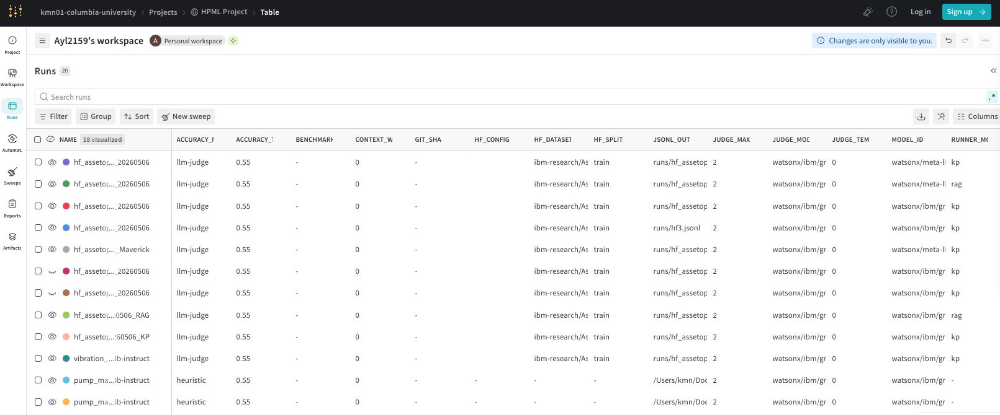 kmn01-columbia-university > Projects > HPML Project > Table Log in Sign up →
Project
Workspace
Runs
Automat.
Sweeps
Reports
Artifacts
Ayl2159's workspace A Personal workspace Changes are only visible to you.
Runs 20
Search runs .*
Filter Group Sort New sweep Columns
NAME 18 visualized ACCURACY_ ACCURACY_ BENCHMARK CONTEXT_W GIT_SHA HF_CONFIG HF_DATASET HF_SPLIT JSONL_OUT JUDGE_MAX JUDGE_MOD JUDGE_TEM MODEL_ID RUNNER_MO
hf_assetop..._20260506 llm-judge 0.55 - 0 - ibm-research/As train runs/hf_assetop 2 watsonx/ibm/gr 0 watsonx/meta-ll kp
hf_assetop..._20260506 llm-judge 0.55 - 0 - ibm-research/As train runs/hf_assetop 2 watsonx/ibm/gr 0 watsonx/meta-ll rag
hf_assetop..._20260506 llm-judge 0.55 - 0 - ibm-research/As train runs/hf_assetop 2 watsonx/ibm/gr 0 watsonx/ibm/gr kp
hf_assetop..._20260506 llm-judge 0.55 - 0 - ibm-research/As train runs/hf3.jsonl 2 watsonx/ibm/gr 0 watsonx/ibm/gr kp
hf_assetop..._Maverick llm-judge 0.55 - 0 - ibm-research/As train runs/hf_assetop 2 watsonx/ibm/gr 0 watsonx/meta-ll kp
hf_assetop..._20260506 llm-judge 0.55 - 0 - ibm-research/As train runs/hf_assetop 2 watsonx/ibm/gr 0 watsonx/ibm/gr kp
hf_assetop..._20260506 llm-judge 0.55 - 0 - ibm-research/As train runs/hf_assetop 2 watsonx/ibm/gr 0 watsonx/ibm/gr kp
hf_assetop...0506_RAG llm-judge 0.55 - 0 - ibm-research/As train runs/hf_assetop 2 watsonx/ibm/gr 0 watsonx/ibm/gr rag
hf_assetop...60506_KP llm-judge 0.55 - 0 - ibm-research/As train runs/hf_assetop 2 watsonx/ibm/gr 0 watsonx/ibm/gr kp
vibration_...b-instruct llm-judge 0.55 - 0 - ibm-research/As train runs/hf_assetop 2 watsonx/ibm/gr 0 watsonx/ibm/gr kp
pump_ma...b-instruct heuristic 0.55 - 0 - - - - /Users/kmn/Doc 2 watsonx/ibm/gr 0 watsonx/ibm/gr -
pump_ma...b-instruct heuristic 0.55 - 0 - - - - /Users/kmn/Doc 2 watsonx/ibm/gr 0 watsonx/ibm/gr -